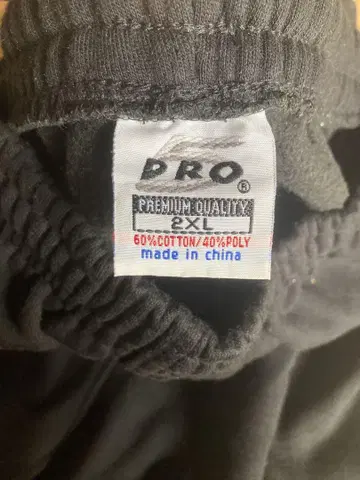 PRO
®
PREMIUM QUALITY
2XL
60%COTTON/40%POLY
made in china